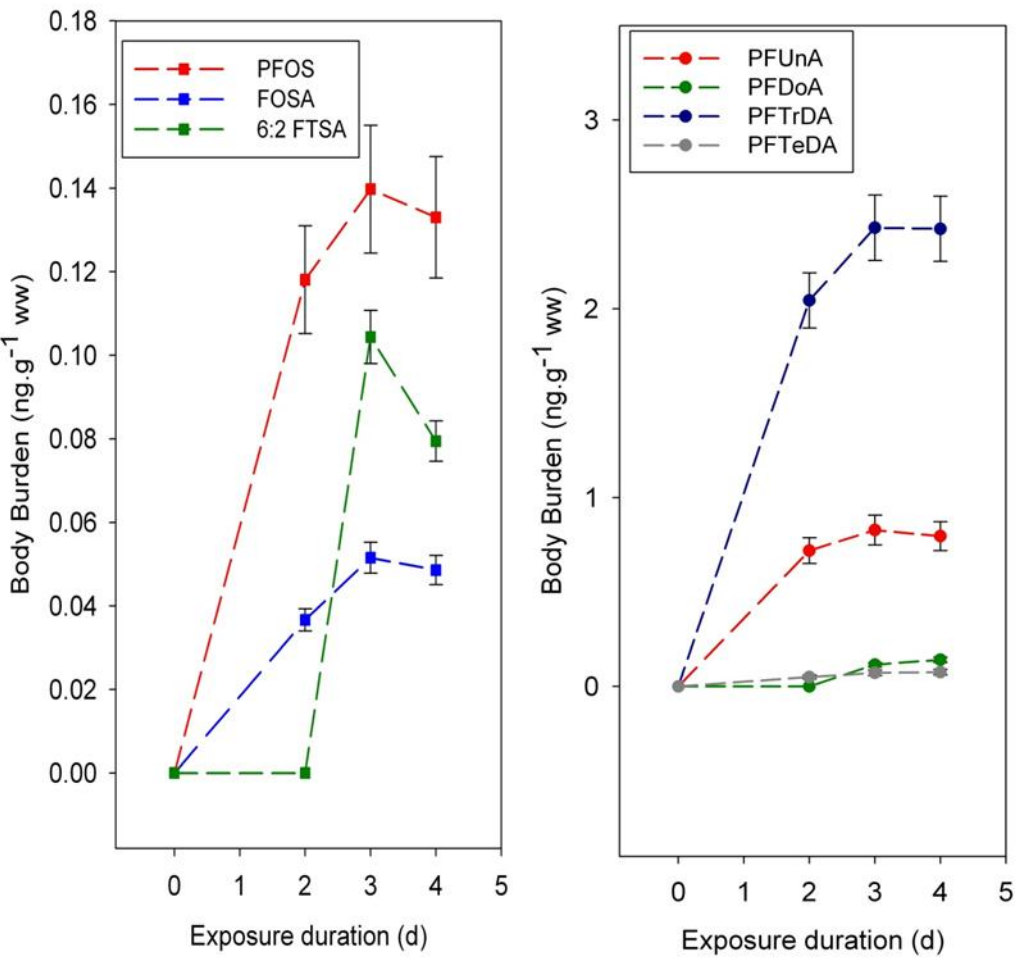 0.18
0.16
0.14
0.12
0.10
0.08
0.06
0.04
0.02
0.00
Body Burden (ng.g-1 ww)
PFOS
FOSA
6:2 FTSA
0 1 2 3 4 5
Exposure duration (d)
3
2
1
0
Body Burden (ng.g-1 ww)
PFUnA
PFDoA
PFTrDA
PFTeDA
0 1 2 3 4 5
Exposure duration (d)